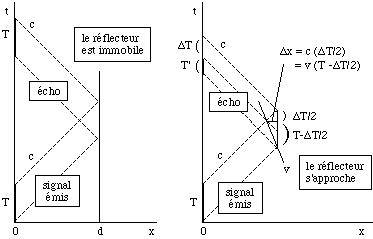 t
T
c
le réflecteur
est immobile
écho
c
T
signal
émis
0
0
d
x
t
ΔT (
T' (
c
Δx = c (ΔT/2)
= v (T -ΔT/2)
écho
) ΔT/2
) T-ΔT/2
c
v
le réflecteur
s'approche
T
signal
émis
0
x